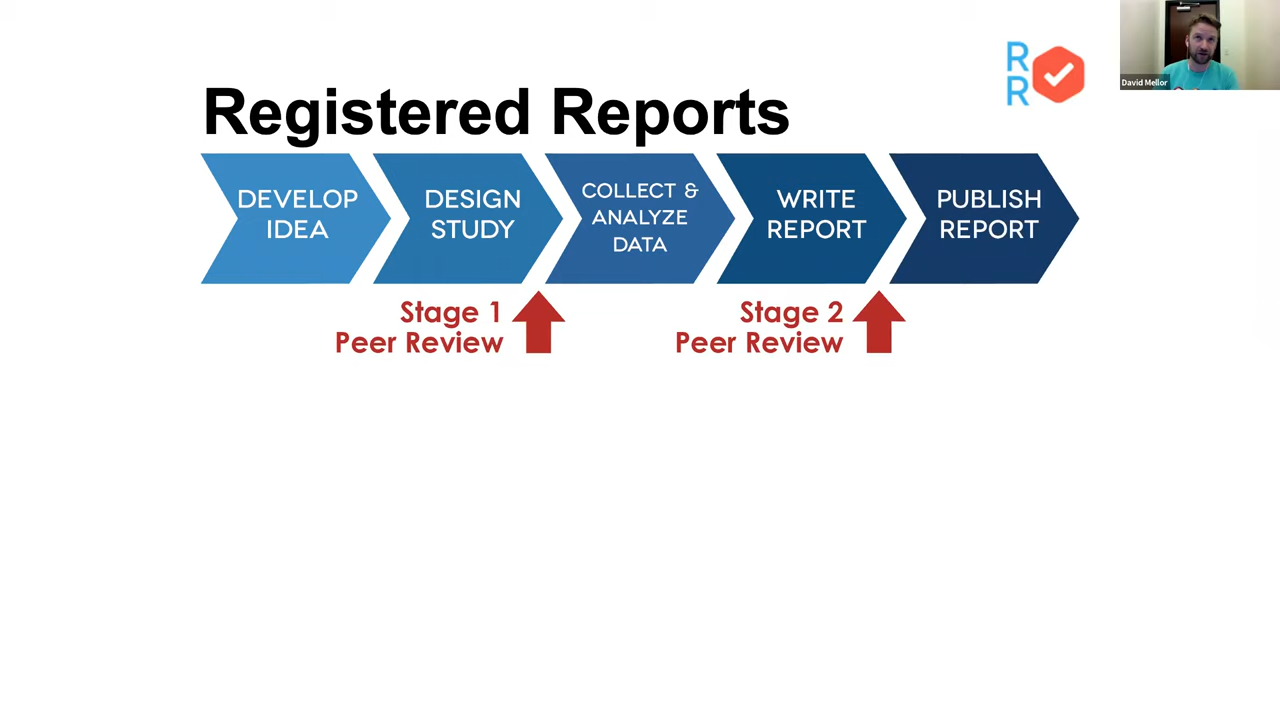 R
R
David Mellor
Registered Reports
DEVELOP
IDEA
DESIGN
STUDY
COLLECT &
ANALYZE
DATA
WRITE
REPORT
PUBLISH
REPORT
Stage 1
Peer Review
Stage 2
Peer Review